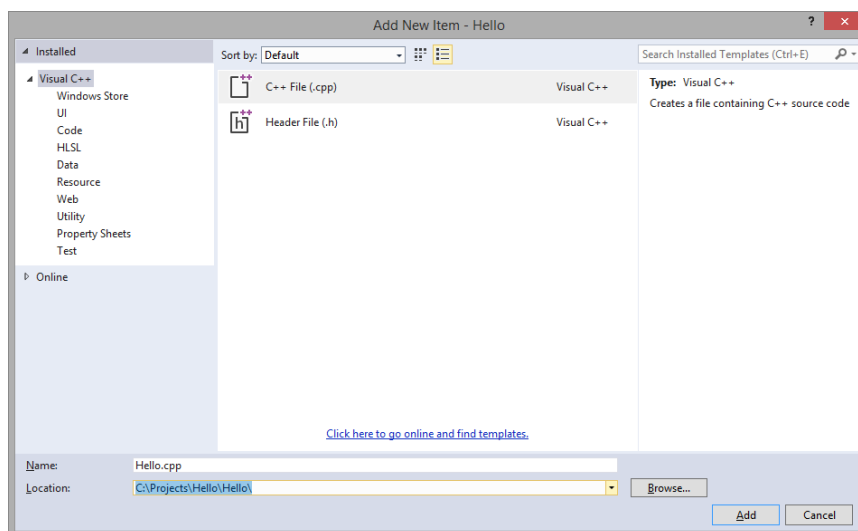 Add New Item - Hello
? ×
Installed
Sort by: Default
Search Installed Templates (Ctrl+E)
Visual C++
Windows Store
UI
Code
HLSL
Data
Resource
Web
Utility
Property Sheets
Test
Online
C++ File (.cpp) Visual C++
Header File (.h) Visual C++
Type: Visual C++
Creates a file containing C++ source code
Click here to go online and find templates.
Name: Hello.cpp
Location: C:\Projects\Hello\Hello\
Browse...
Add Cancel